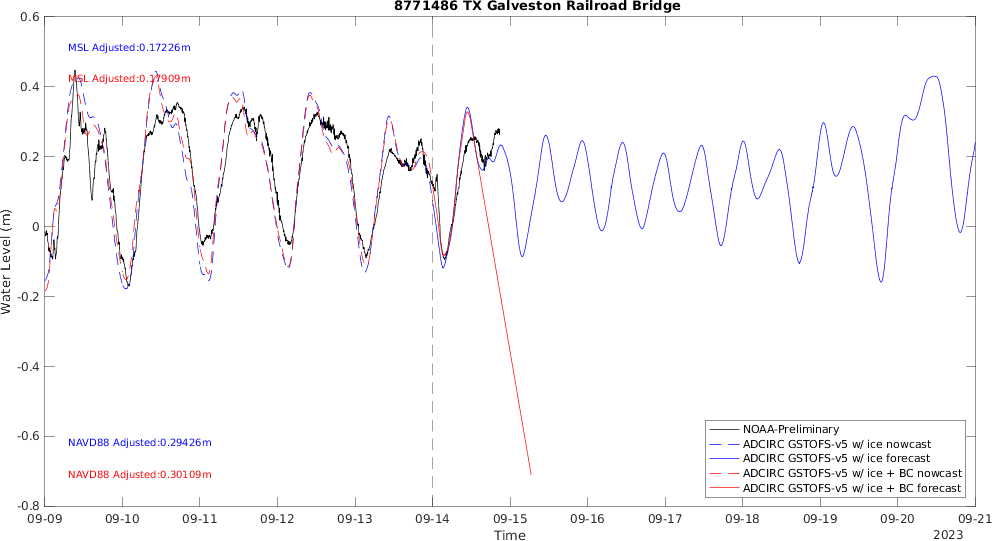 8771486 TX Galveston Railroad Bridge
MSL Adjusted:0.17226m
MSL Adjusted:0.17909m
NAVD88 Adjusted:0.29426m
NAVD88 Adjusted:0.30109m
Water Level (m)
0.6
0.4
0.2
0
-0.2
-0.4
-0.6
-0.8
NOAA-Preliminary
ADCIRC GSTOFS-v5 w/ ice nowcast
ADCIRC GSTOFS-v5 w/ ice forecast
ADCIRC GSTOFS-v5 w/ ice + BC nowcast
ADCIRC GSTOFS-v5 w/ ice + BC forecast
09-09 09-10 09-11 09-12 09-13 09-14 09-15 09-16 09-17 09-18 09-19 09-20 09-21
Time
2023